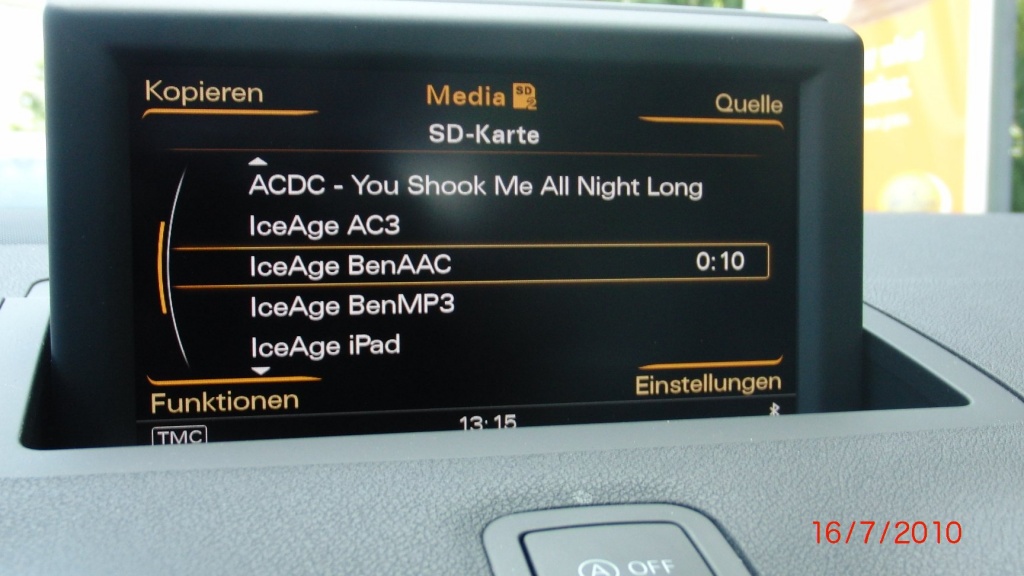 Kopieren
Media SD 2
Quelle
SD-Karte
ACDC - You Shook Me All Night Long
IceAge AC3
IceAge BenAAC 0:10
IceAge BenMP3
IceAge iPad
Funktionen
Einstellungen
TMC
13:15
A OFF
16/7/2010